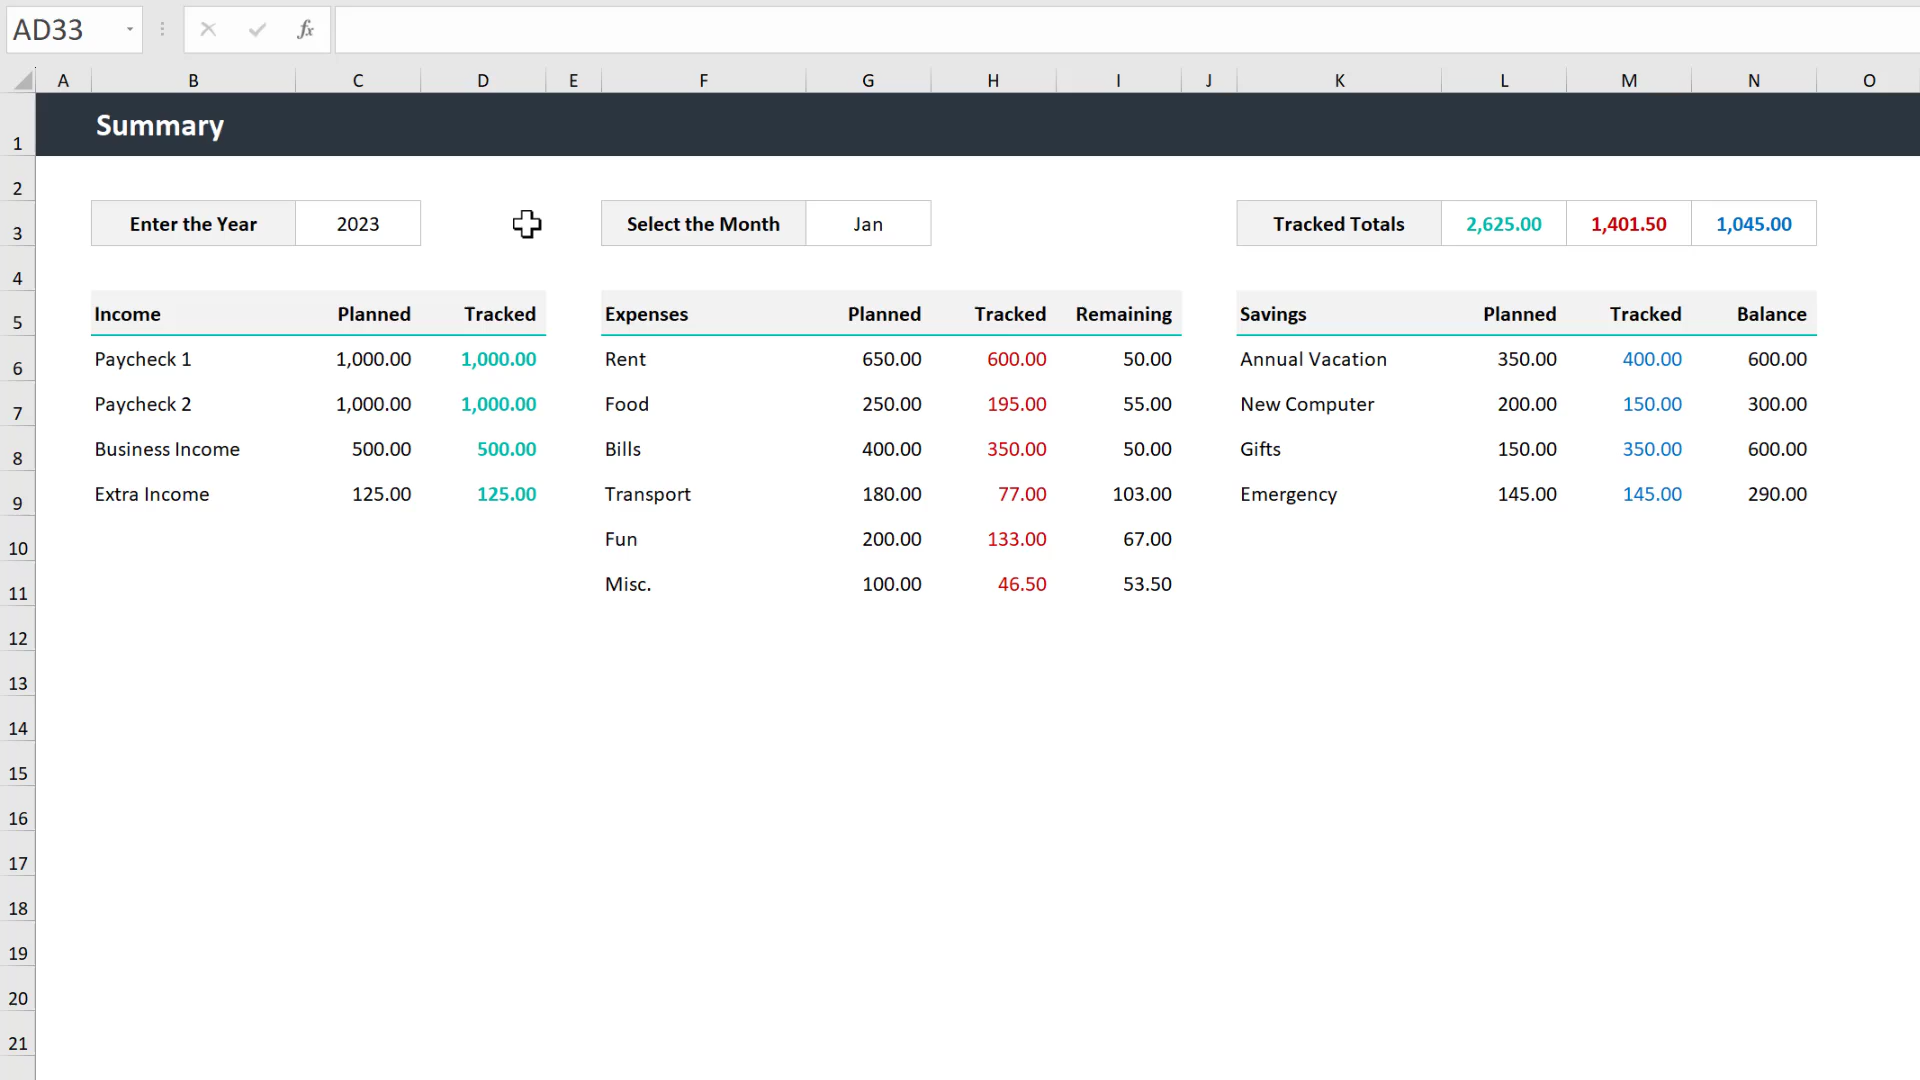 AD33 fx
A B C D E F G H I J K L M N O
1 Summary
2
3 Enter the Year 2023 Select the Month Jan Tracked Totals 2,625.00 1,401.50 1,045.00
4
5 Income Planned Tracked Expenses Planned Tracked Remaining Savings Planned Tracked Balance
6 Paycheck 1 1,000.00 1,000.00 Rent 650.00 600.00 50.00 Annual Vacation 350.00 400.00 600.00
7 Paycheck 2 1,000.00 1,000.00 Food 250.00 195.00 55.00 New Computer 200.00 150.00 300.00
8 Business Income 500.00 500.00 Bills 400.00 350.00 50.00 Gifts 150.00 350.00 600.00
9 Extra Income 125.00 125.00 Transport 180.00 77.00 103.00 Emergency 145.00 145.00 290.00
10 Fun 200.00 133.00 67.00
11 Misc. 100.00 46.50 53.50
12
13
14
15
16
17
18
19
20
21